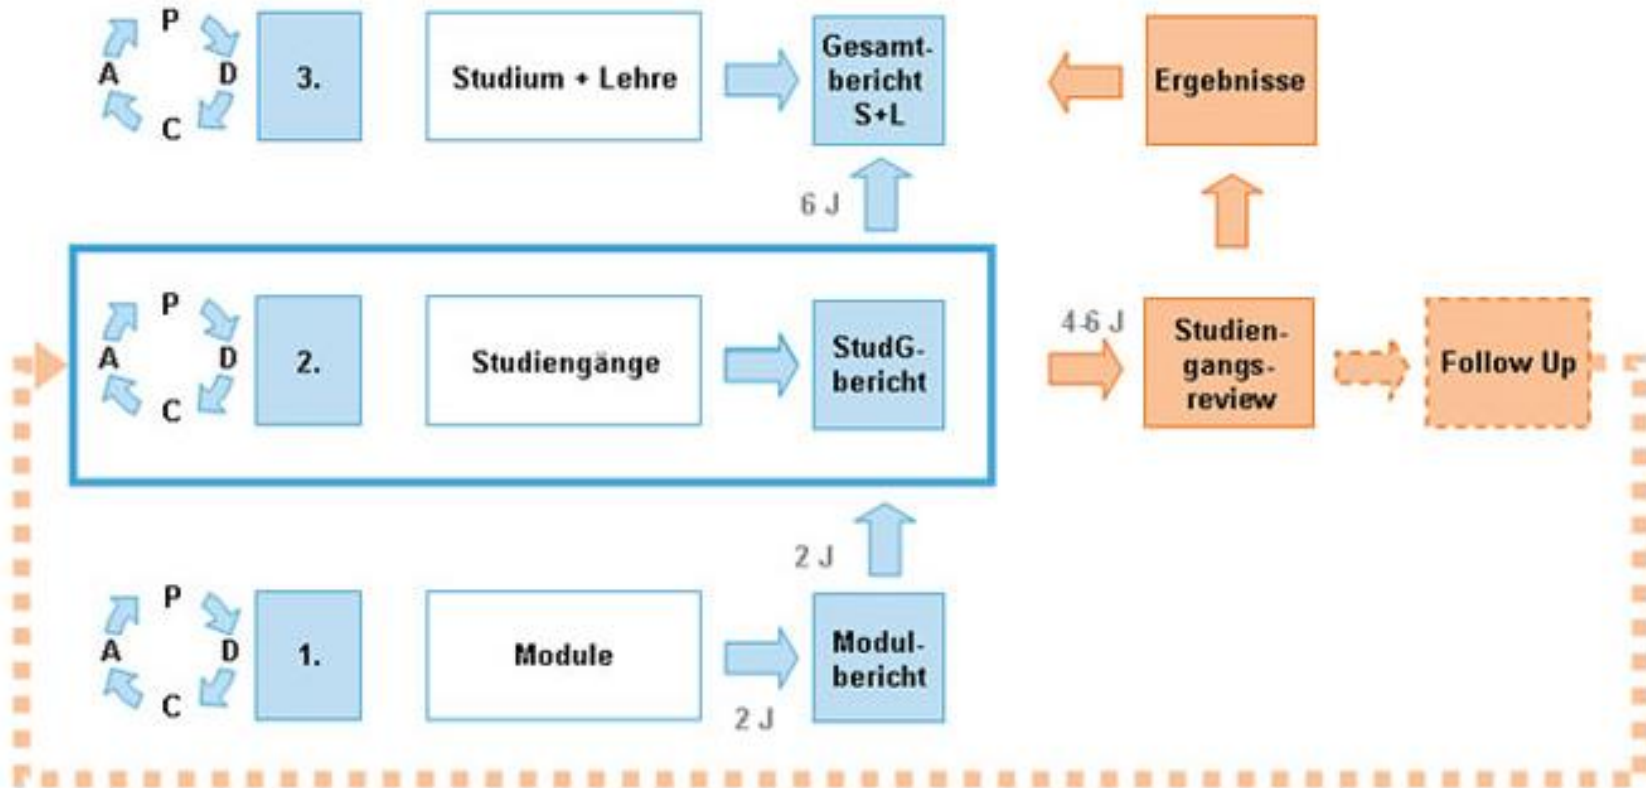 P
A D
C
3.
Studium + Lehre
Gesamt-
bericht
S+L
Ergebnisse
6 J
P
A D
C
2.
Studiengänge
StudG-
bericht
4-6 J
Studien-
gangs-
review
Follow Up
2 J
P
A D
C
1.
Module
2 J
Modul-
bericht